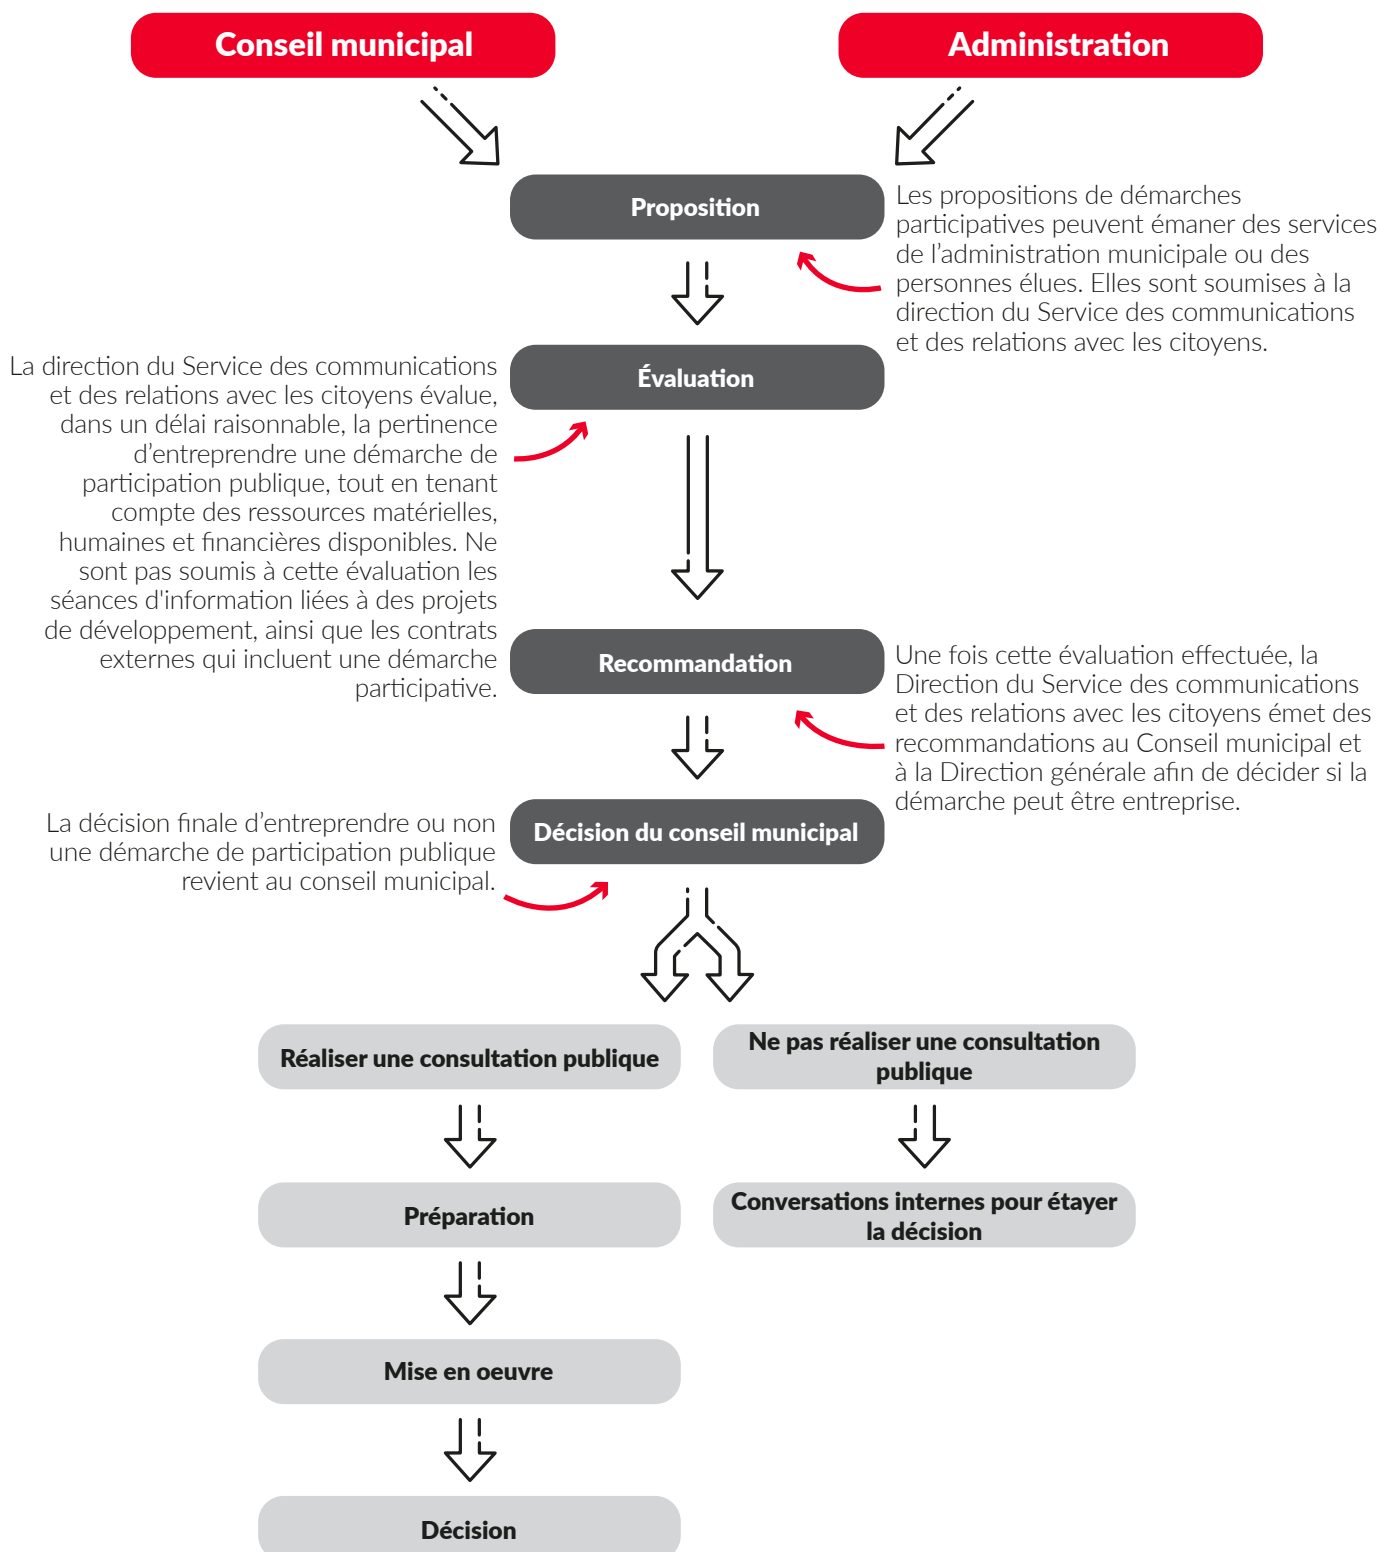 Conseil municipal
Administration
Proposition
Les propositions de démarches
participatives peuvent émaner des services
de l’administration municipale ou des
personnes élues. Elles sont soumises à la
direction du Service des communications
et des relations avec les citoyens.
Évaluation
La direction du Service des communications
et des relations avec les citoyens évalue,
dans un délai raisonnable, la pertinence
d’entreprendre une démarche de
participation publique, tout en tenant
compte des ressources matérielles,
humaines et financières disponibles. Ne
sont pas soumis à cette évaluation les
séances d'information liées à des projets
de développement, ainsi que les contrats
externes qui incluent une démarche
participative.
Recommandation
Une fois cette évaluation effectuée, la
Direction du Service des communications
et des relations avec les citoyens émet des
recommandations au Conseil municipal et
à la Direction générale afin de décider si la
démarche peut être entreprise.
Décision du conseil municipal
La décision finale d’entreprendre ou non
une démarche de participation publique
revient au conseil municipal.
Réaliser une consultation publique
Ne pas réaliser une consultation
publique
Préparation
Conversations internes pour étayer
la décision
Mise en oeuvre
Décision